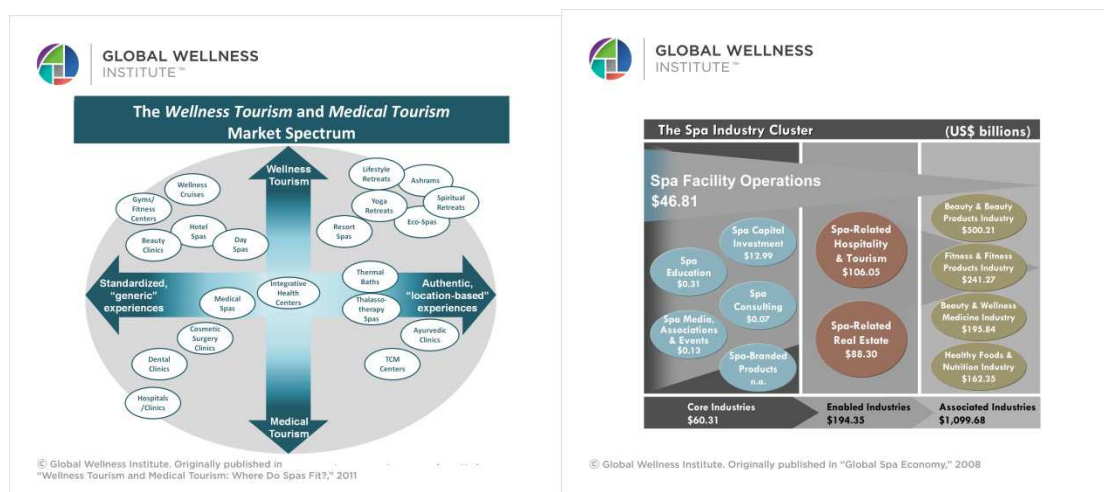 GLOBAL WELLNESS
INSTITUTE™
The Wellness Tourism and Medical Tourism
Market Spectrum
Wellness
Tourism
Lifestyle
Retreats
Ashrams
Wellness
Cruises
Gyms/
Fitness
Centers
Yoga
Retreats
Spiritual
Retreats
Eco-Spas
Hotel
Spas
Resort
Spas
Beauty
Clinics
Day
Spas
Thermal
Baths
Standardized,
"generic"
experiences
Integrative
Health
Centers
Authentic,
"location-based"
experiences
Medical
Spas
Thalasso-
therapy
Spas
Cosmetic
Surgery
Clinics
Ayurvedic
Clinics
Dental
Clinics
TCM
Centers
Hospitals
/Clinics
Medical
Tourism
© Global Wellness Institute. Originally published in
"Wellness Tourism and Medical Tourism: Where Do Spas Fit?," 2011
GLOBAL WELLNESS
INSTITUTE™
The Spa Industry Cluster (US$ billions)
Spa Facility Operations
$46.81
Spa Capital
Investment
$12.99
Spa
Education
$0.31
Spa
Consulting
$0.07
Spa Media,
Associations
& Events
$0.13
Spa-Branded
Products
n.a.
Spa-Related
Hospitality
& Tourism
$106.05
Spa-Related
Real Estate
$88.30
Beauty & Beauty
Products Industry
$500.21
Fitness & Fitness
Products Industry
$241.27
Beauty & Wellness
Medicine Industry
$195.84
Healthy Foods &
Nutrition Industry
$162.35
Core Industries
$60.31
Enabled Industries
$194.35
Associated Industries
$1,099.68
© Global Wellness Institute. Originally published in "Global Spa Economy," 2008